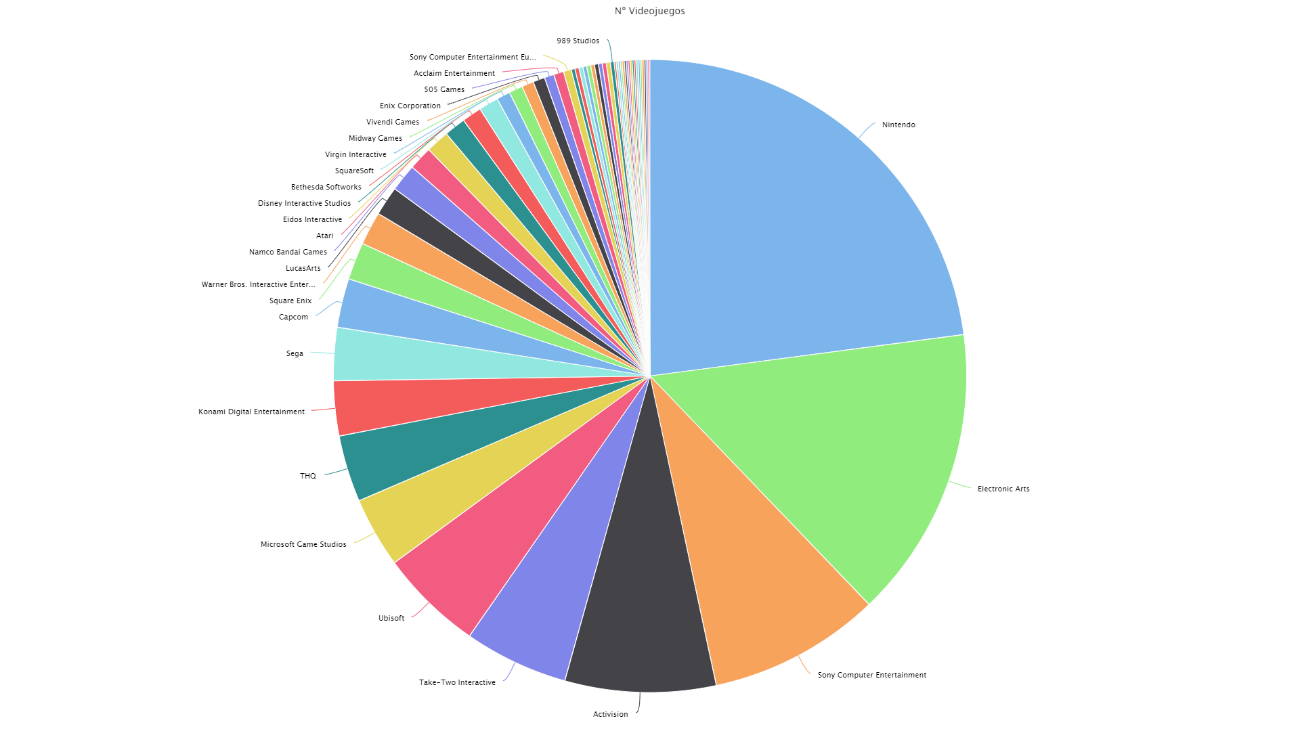 N° Videojuegos
989 Studios
Sony Computer Entertainment Eu...
Acclaim Entertainment
505 Games
Enix Corporation
Vivendi Games
Midway Games
Virgin Interactive
SquareSoft
Bethesda Softworks
Disney Interactive Studios
Eidos Interactive
Atari
Namco Bandai Games
LucasArts
Warner Bros. Interactive Enter...
Square Enix
Capcom
Sega
Konami Digital Entertainment
THQ
Microsoft Game Studios
Ubisoft
Take-Two Interactive
Activision
Sony Computer Entertainment
Electronic Arts
Nintendo